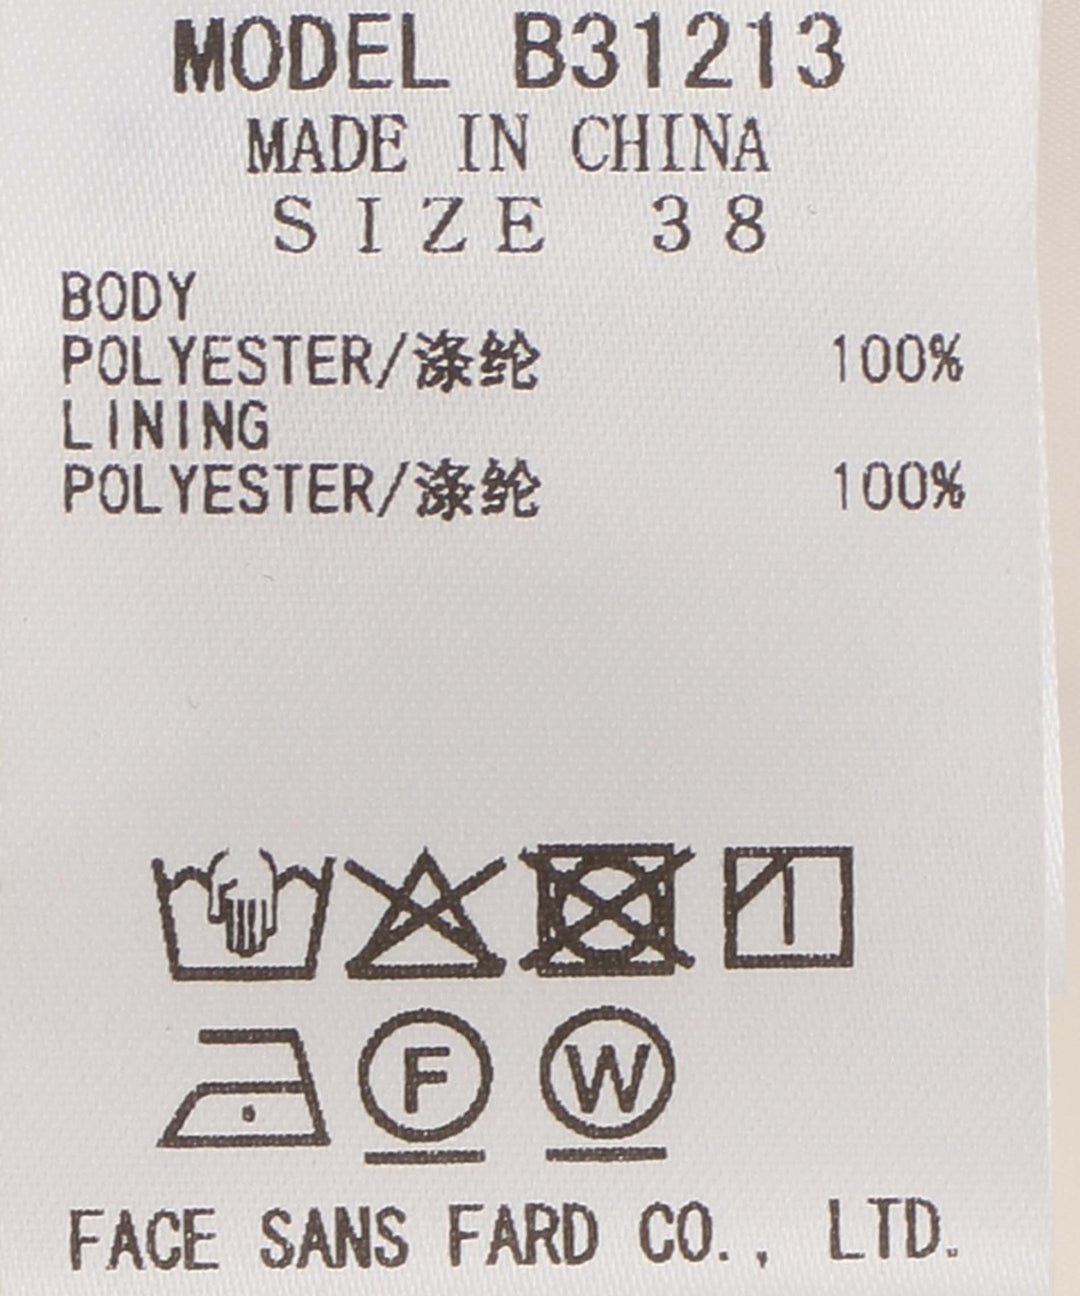 MODEL B31213
MADE IN CHINA
SIZE 38
BODY
POLYESTER/涤纶 100%
LINING
POLYESTER/涤纶 100%
F W
FACE SANS FARD CO., LTD.